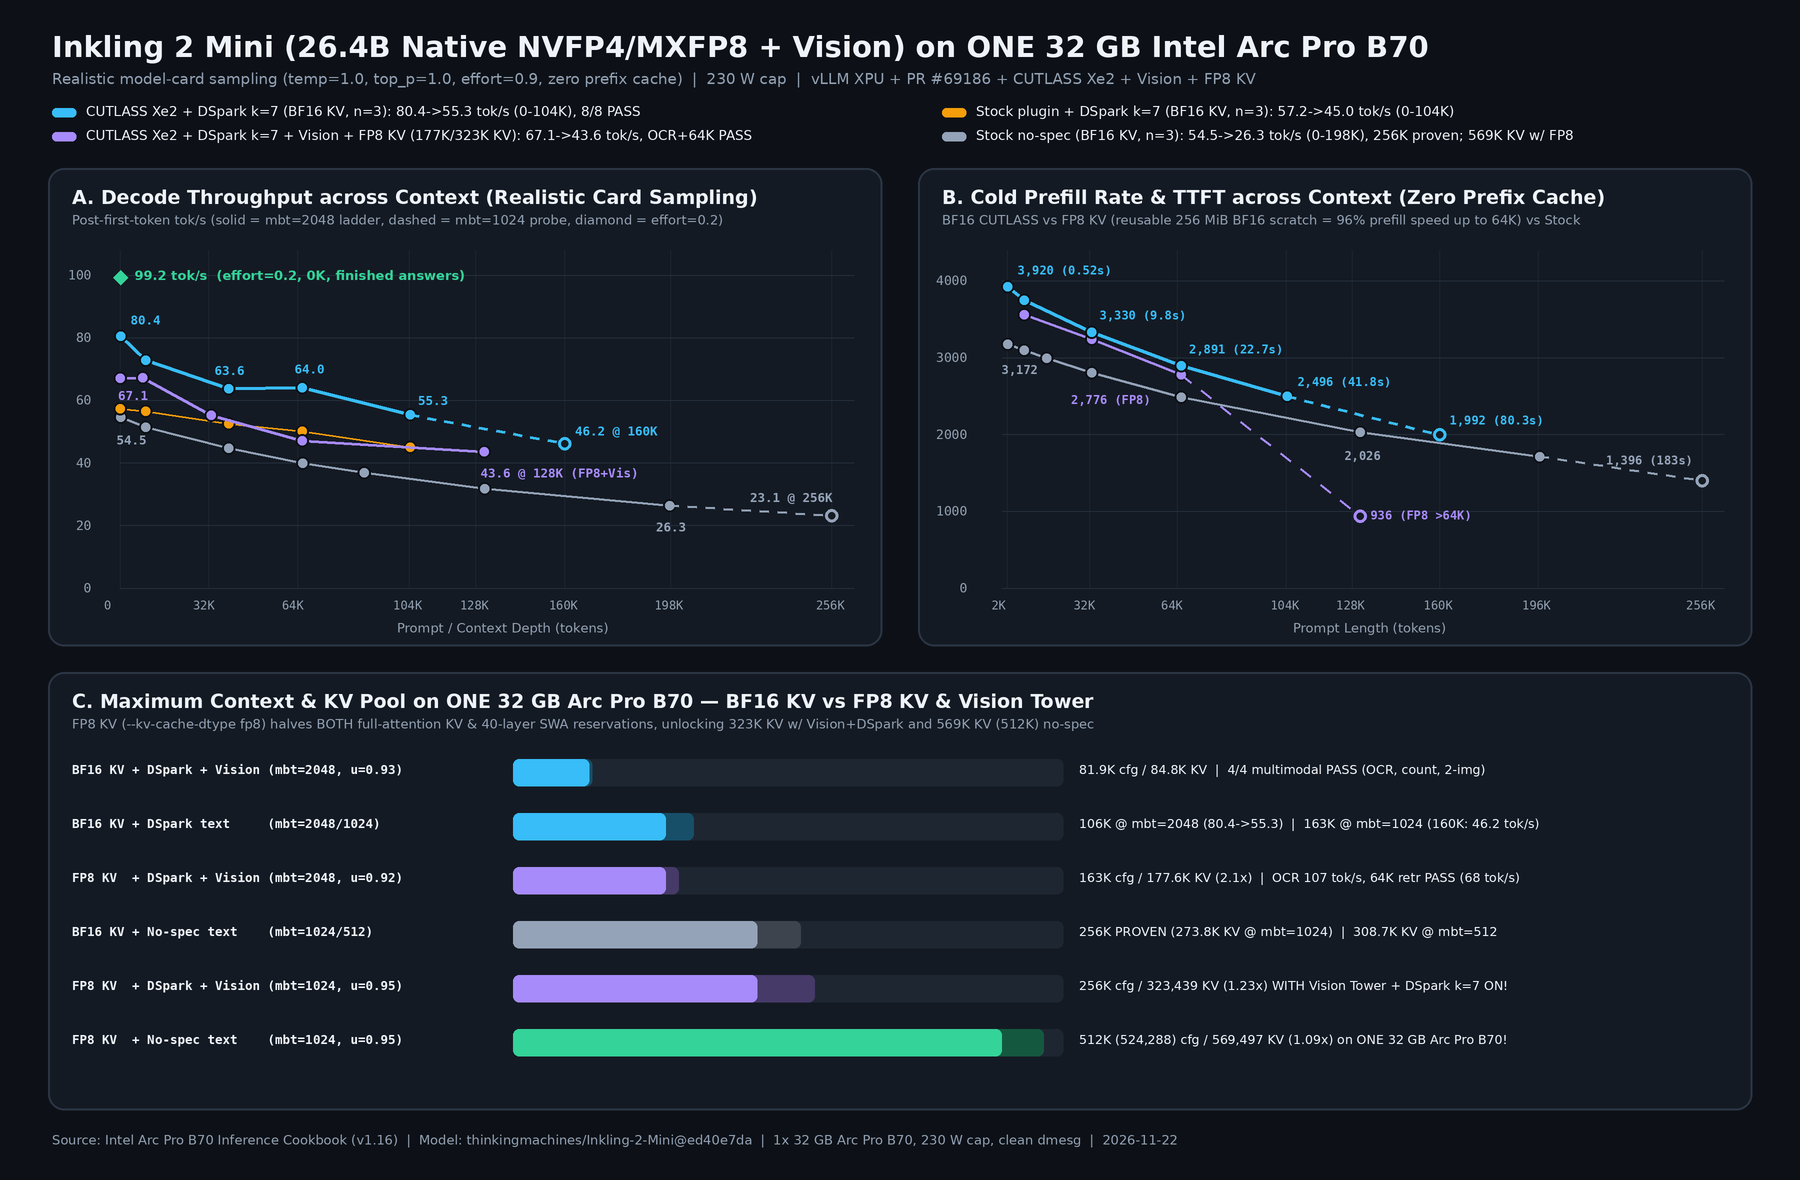 Inkling 2 Mini (26.4B Native NVFP4/MXFP8 + Vision) on ONE 32 GB Intel Arc Pro B70
Realistic model-card sampling (temp=1.0, top_p=1.0, effort=0.9, zero prefix cache) | 230 W cap | vLLM XPU + PR #69186 + CUTLASS Xe2 + Vision + FP8 KV
CUTLASS Xe2 + DSpark k=7 (BF16 KV, n=3): 80.4->55.3 tok/s (0-104K), 8/8 PASS
Stock plugin + DSpark k=7 (BF16 KV, n=3): 57.2->45.0 tok/s (0-104K)
CUTLASS Xe2 + DSpark k=7 + Vision + FP8 KV (177K/323K KV): 67.1->43.6 tok/s, OCR+64K PASS
Stock no-spec (BF16 KV, n=3): 54.5->26.3 tok/s (0-198K), 256K proven; 569K KV w/ FP8
A. Decode Throughput across Context (Realistic Card Sampling)
Post-first-token tok/s (solid = mbt=2048 ladder, dashed = mbt=1024 probe, diamond = effort=0.2)
100
99.2 tok/s (effort=0.2, 0K, finished answers)
80.4
80
63.6
64.0
60
67.1
55.3
54.5
46.2 @ 160K
40
43.6 @ 128K (FP8+Vis)
23.1 @ 256K
20
26.3
0
0
32K
64K
104K
128K
160K
198K
256K
Prompt / Context Depth (tokens)
B. Cold Prefill Rate & TTFT across Context (Zero Prefix Cache)
BF16 CUTLASS vs FP8 KV (reusable 256 MiB BF16 scratch = 96% prefill speed up to 64K) vs Stock
3,920 (0.52s)
4000
3,330 (9.8s)
2,891 (22.7s)
3000
3,172
2,496 (41.8s)
2,776 (FP8)
1,992 (80.3s)
2000
2,026
1,396 (183s)
1000
936 (FP8 >64K)
0
2K
32K
64K
104K
128K
160K
196K
256K
Prompt Length (tokens)
C. Maximum Context & KV Pool on ONE 32 GB Arc Pro B70 — BF16 KV vs FP8 KV & Vision Tower
FP8 KV (--kv-cache-dtype fp8) halves BOTH full-attention KV & 40-layer SWA reservations, unlocking 323K KV w/ Vision+DSpark and 569K KV (512K) no-spec
BF16 KV + DSpark + Vision (mbt=2048, u=0.93)
81.9K cfg / 84.8K KV | 4/4 multimodal PASS (OCR, count, 2-img)
BF16 KV + DSpark text (mbt=2048/1024)
106K @ mbt=2048 (80.4->55.3) | 163K @ mbt=1024 (160K: 46.2 tok/s)
FP8 KV + DSpark + Vision (mbt=2048, u=0.92)
163K cfg / 177.6K KV (2.1x) | OCR 107 tok/s, 64K retr PASS (68 tok/s)
BF16 KV + No-spec text (mbt=1024/512)
256K PROVEN (273.8K KV @ mbt=1024) | 308.7K KV @ mbt=512
FP8 KV + DSpark + Vision (mbt=1024, u=0.95)
256K cfg / 323,439 KV (1.23x) WITH Vision Tower + DSpark k=7 ON!
FP8 KV + No-spec text (mbt=1024, u=0.95)
512K (524,288) cfg / 569,497 KV (1.09x) on ONE 32 GB Arc Pro B70!
Source: Intel Arc Pro B70 Inference Cookbook (v1.16) | Model: thinkingmachines/Inkling-2-Mini@ed40e7da | 1x 32 GB Arc Pro B70, 230 W cap, clean dmesg | 2026-11-22